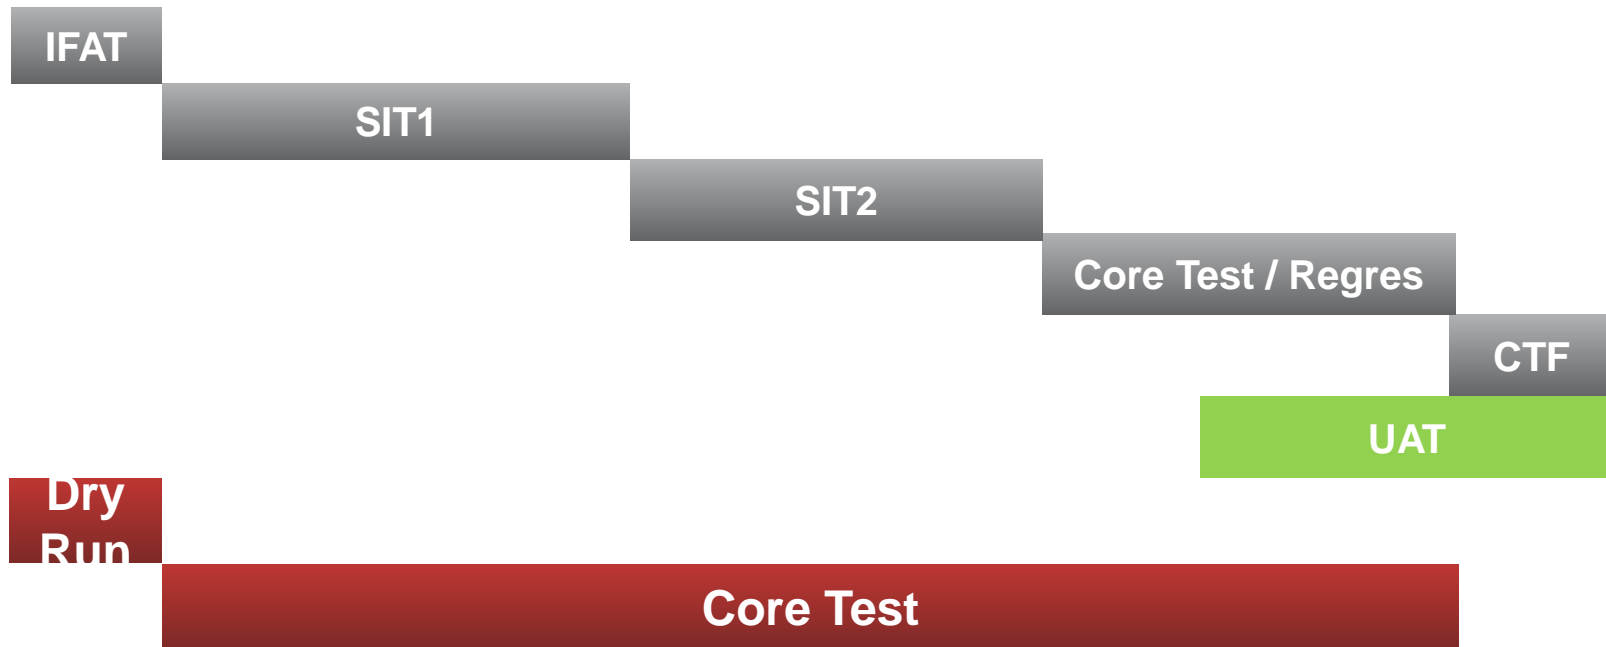 IFAT
SIT1
SIT2
Core Test / Regres
CTF
UAT
Dry
Run
Core Test